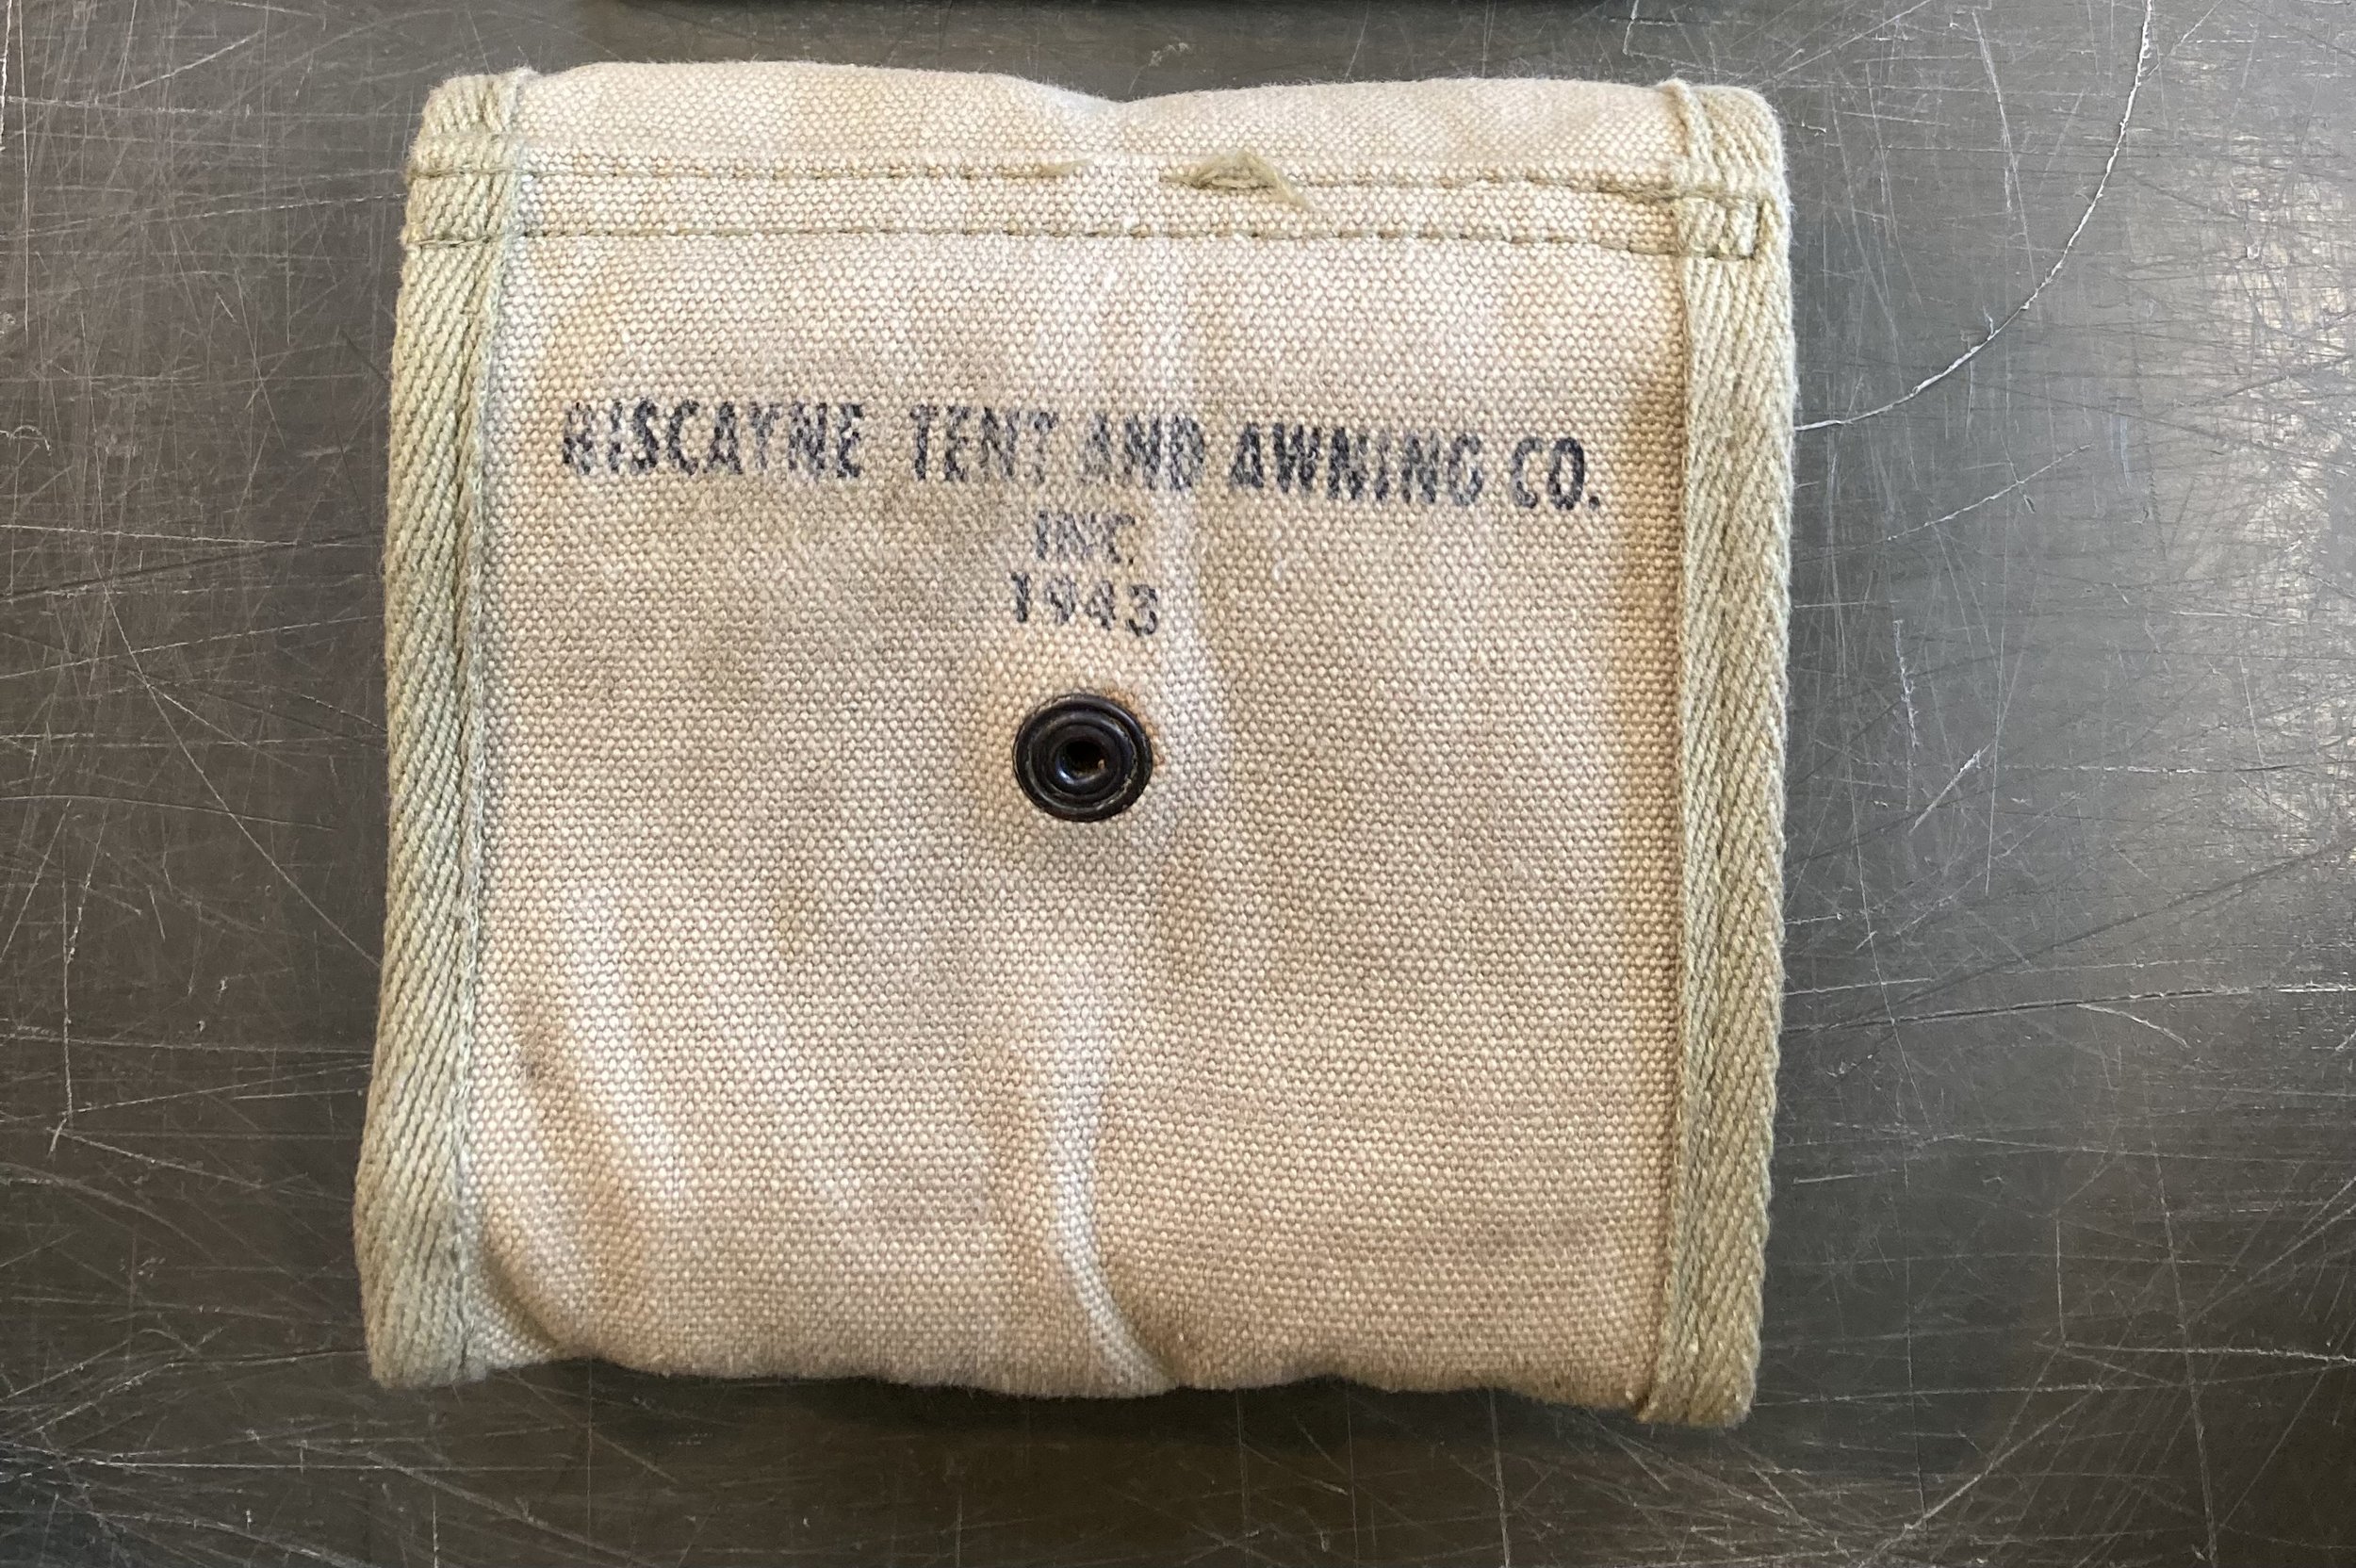 BISCAYNE TENT AND AWNING CO.
INC.
1943